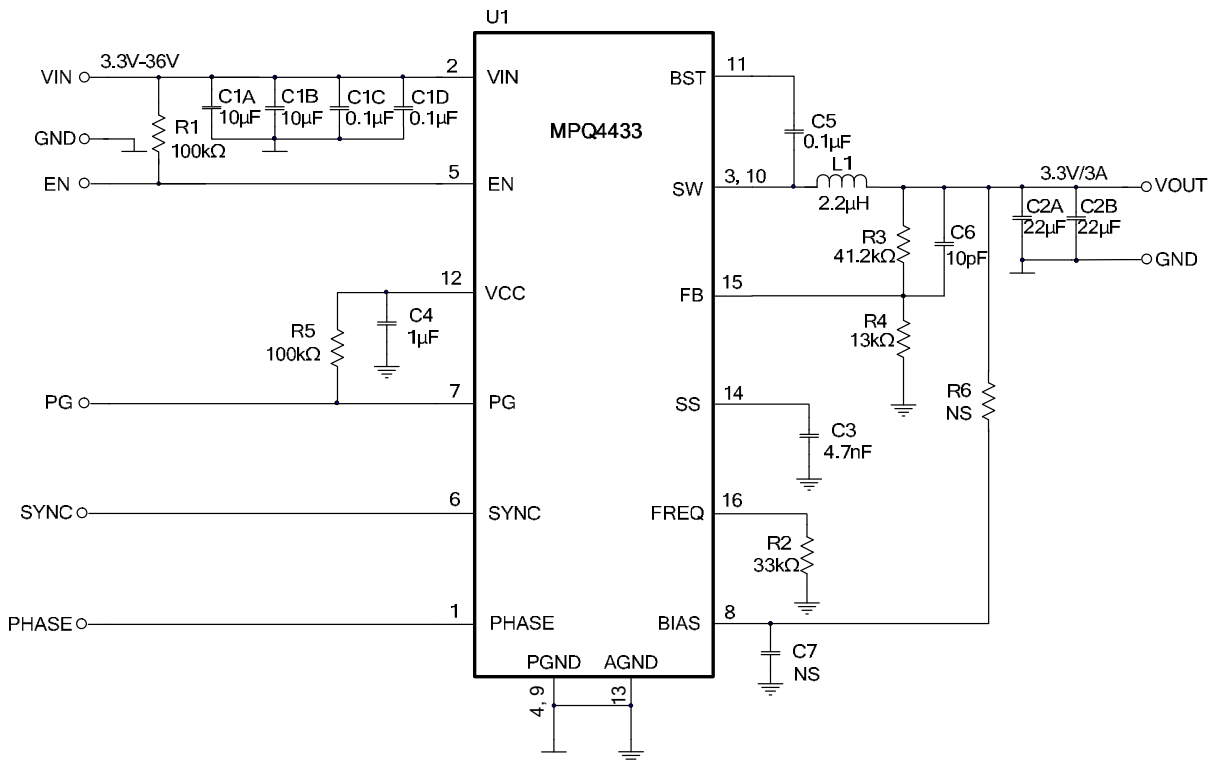 U1
MPQ4433
3.3V-36V
VIN
GND
EN
R1
100kΩ
C1A
10µF
C1B
10µF
C1C
0.1µF
C1D
0.1µF
2
VIN
5
EN
12
VCC
R5
100kΩ
C4
1µF
PG
7
PG
SYNC
6
SYNC
PHASE
1
PHASE
PGND
4, 9
AGND
13
BST
11
C5
0.1µF
SW
3, 10
L1
2.2µH
3.3V/3A
VOUT
C2A
22µF
C2B
22µF
GND
R3
41.2kΩ
C6
10pF
FB
15
R4
13kΩ
R6
NS
SS
14
C3
4.7nF
FREQ
16
R2
33kΩ
BIAS
8
C7
NS